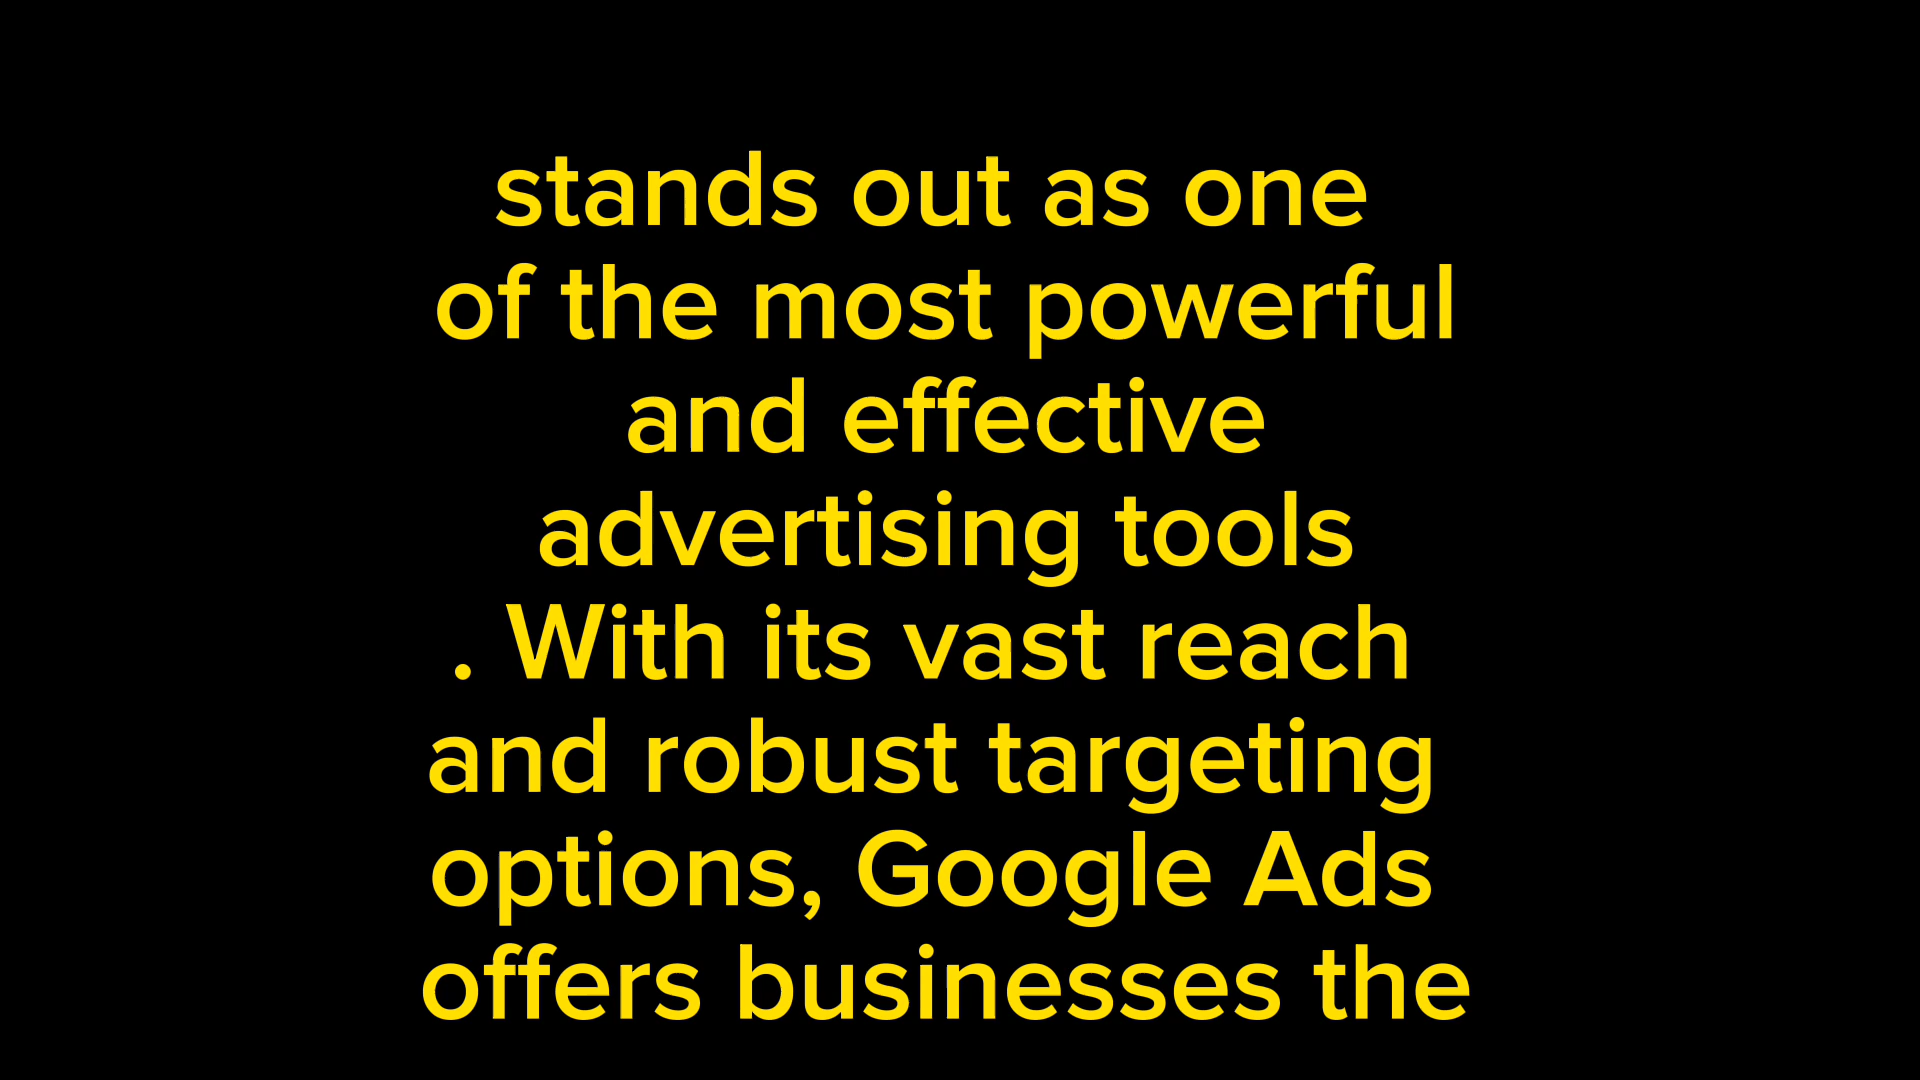 stands out as one
of the most powerful
and effective
advertising tools
. With its vast reach
and robust targeting
options, Google Ads
offers businesses the